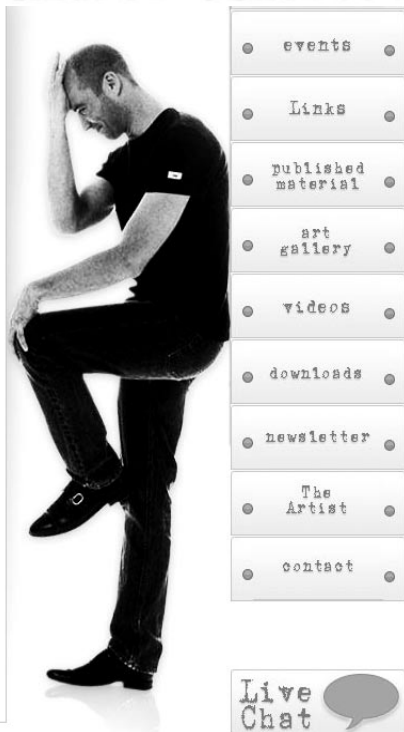 events
Links
published
material
art
gallery
videos
downloads
newsletter
The
Artist
contact
Live
Chat